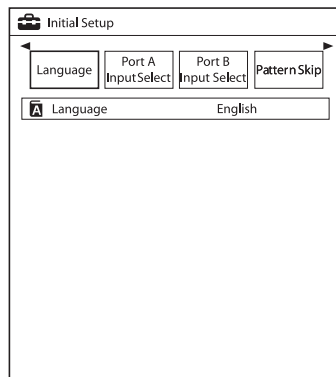 Initial Setup
Language
Port A
Input Select
Port B
Input Select
Pattern Skip
A Language English